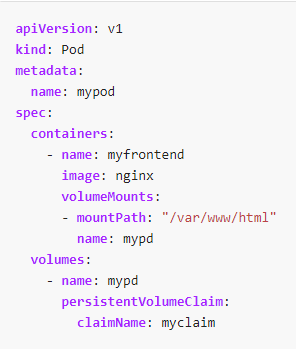 apiVersion: v1
kind: Pod
metadata:
  name: mypod
spec:
  containers:
    - name: myfrontend
      image: nginx
      volumeMounts:
      - mountPath: "/var/www/html"
        name: mypd
  volumes:
    - name: mypd
      persistentVolumeClaim:
        claimName: myclaim